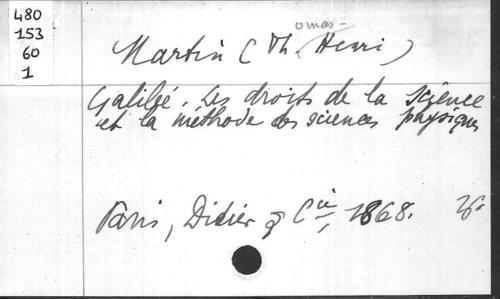 480
153
60
1
omas-
Martin (Th. Henri)
Galilée. Les droits de la Science
et la méthode des sciences physiques
Paris, Didier & Cie, 1868.